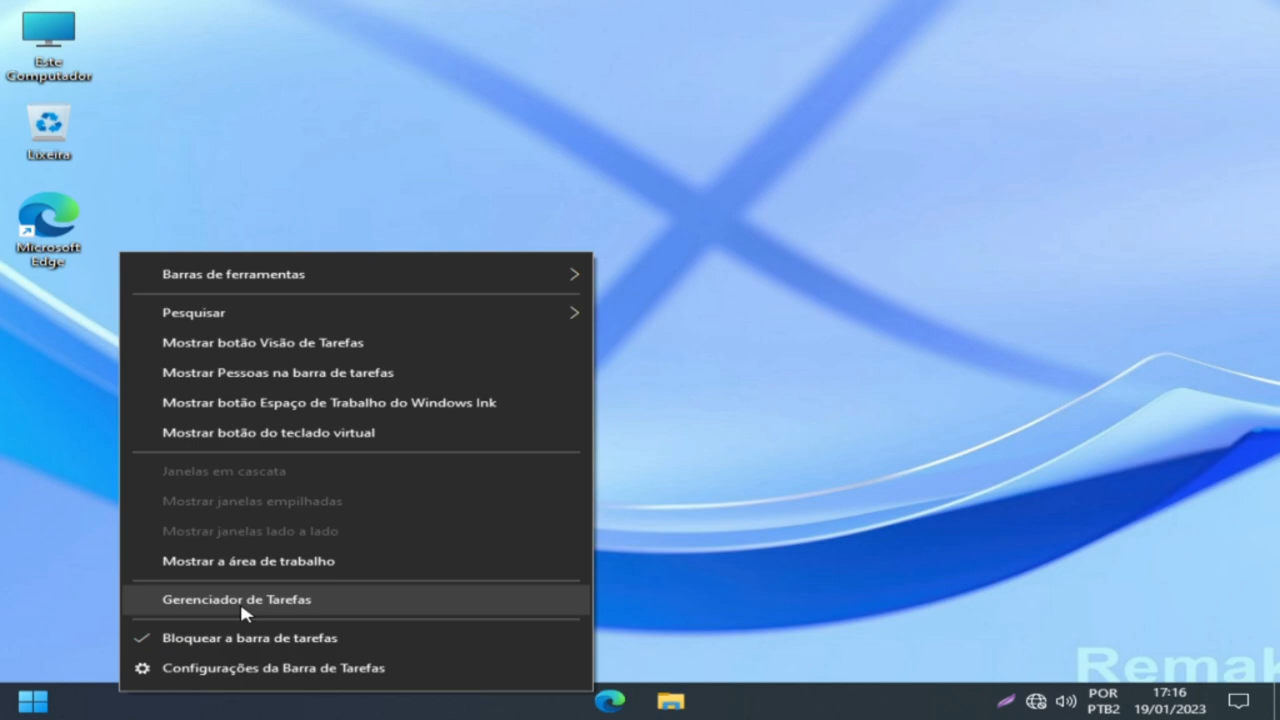 Este
Computador
Lixeira
Microsoft
Edge
Barras de ferramentas
Pesquisar
Mostrar botão Visão de Tarefas
Mostrar Pessoas na barra de tarefas
Mostrar botão Espaço de Trabalho do Windows Ink
Mostrar botão do teclado virtual
Janelas em cascata
Mostrar janelas empilhadas
Mostrar janelas lado a lado
Mostrar a área de trabalho
Gerenciador de Tarefas
Bloquear a barra de tarefas
Configurações da Barra de Tarefas
Remak
POR
PTB2
17:16
19/01/2023